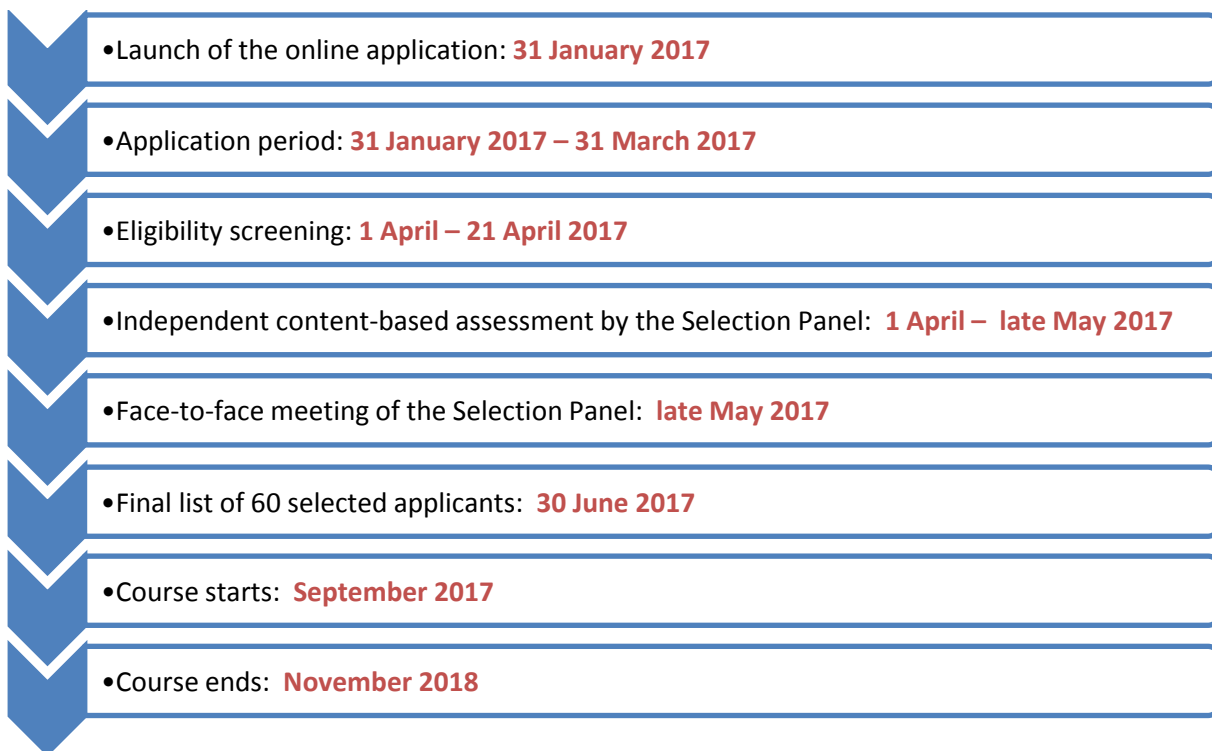 •Launch of the online application: 31 January 2017
•Application period: 31 January 2017 – 31 March 2017
•Eligibility screening: 1 April – 21 April 2017
•Independent content-based assessment by the Selection Panel:  1 April –  late May 2017
•Face-to-face meeting of the Selection Panel:  late May 2017
•Final list of 60 selected applicants:  30 June 2017
•Course starts:  September 2017
•Course ends:  November 2018